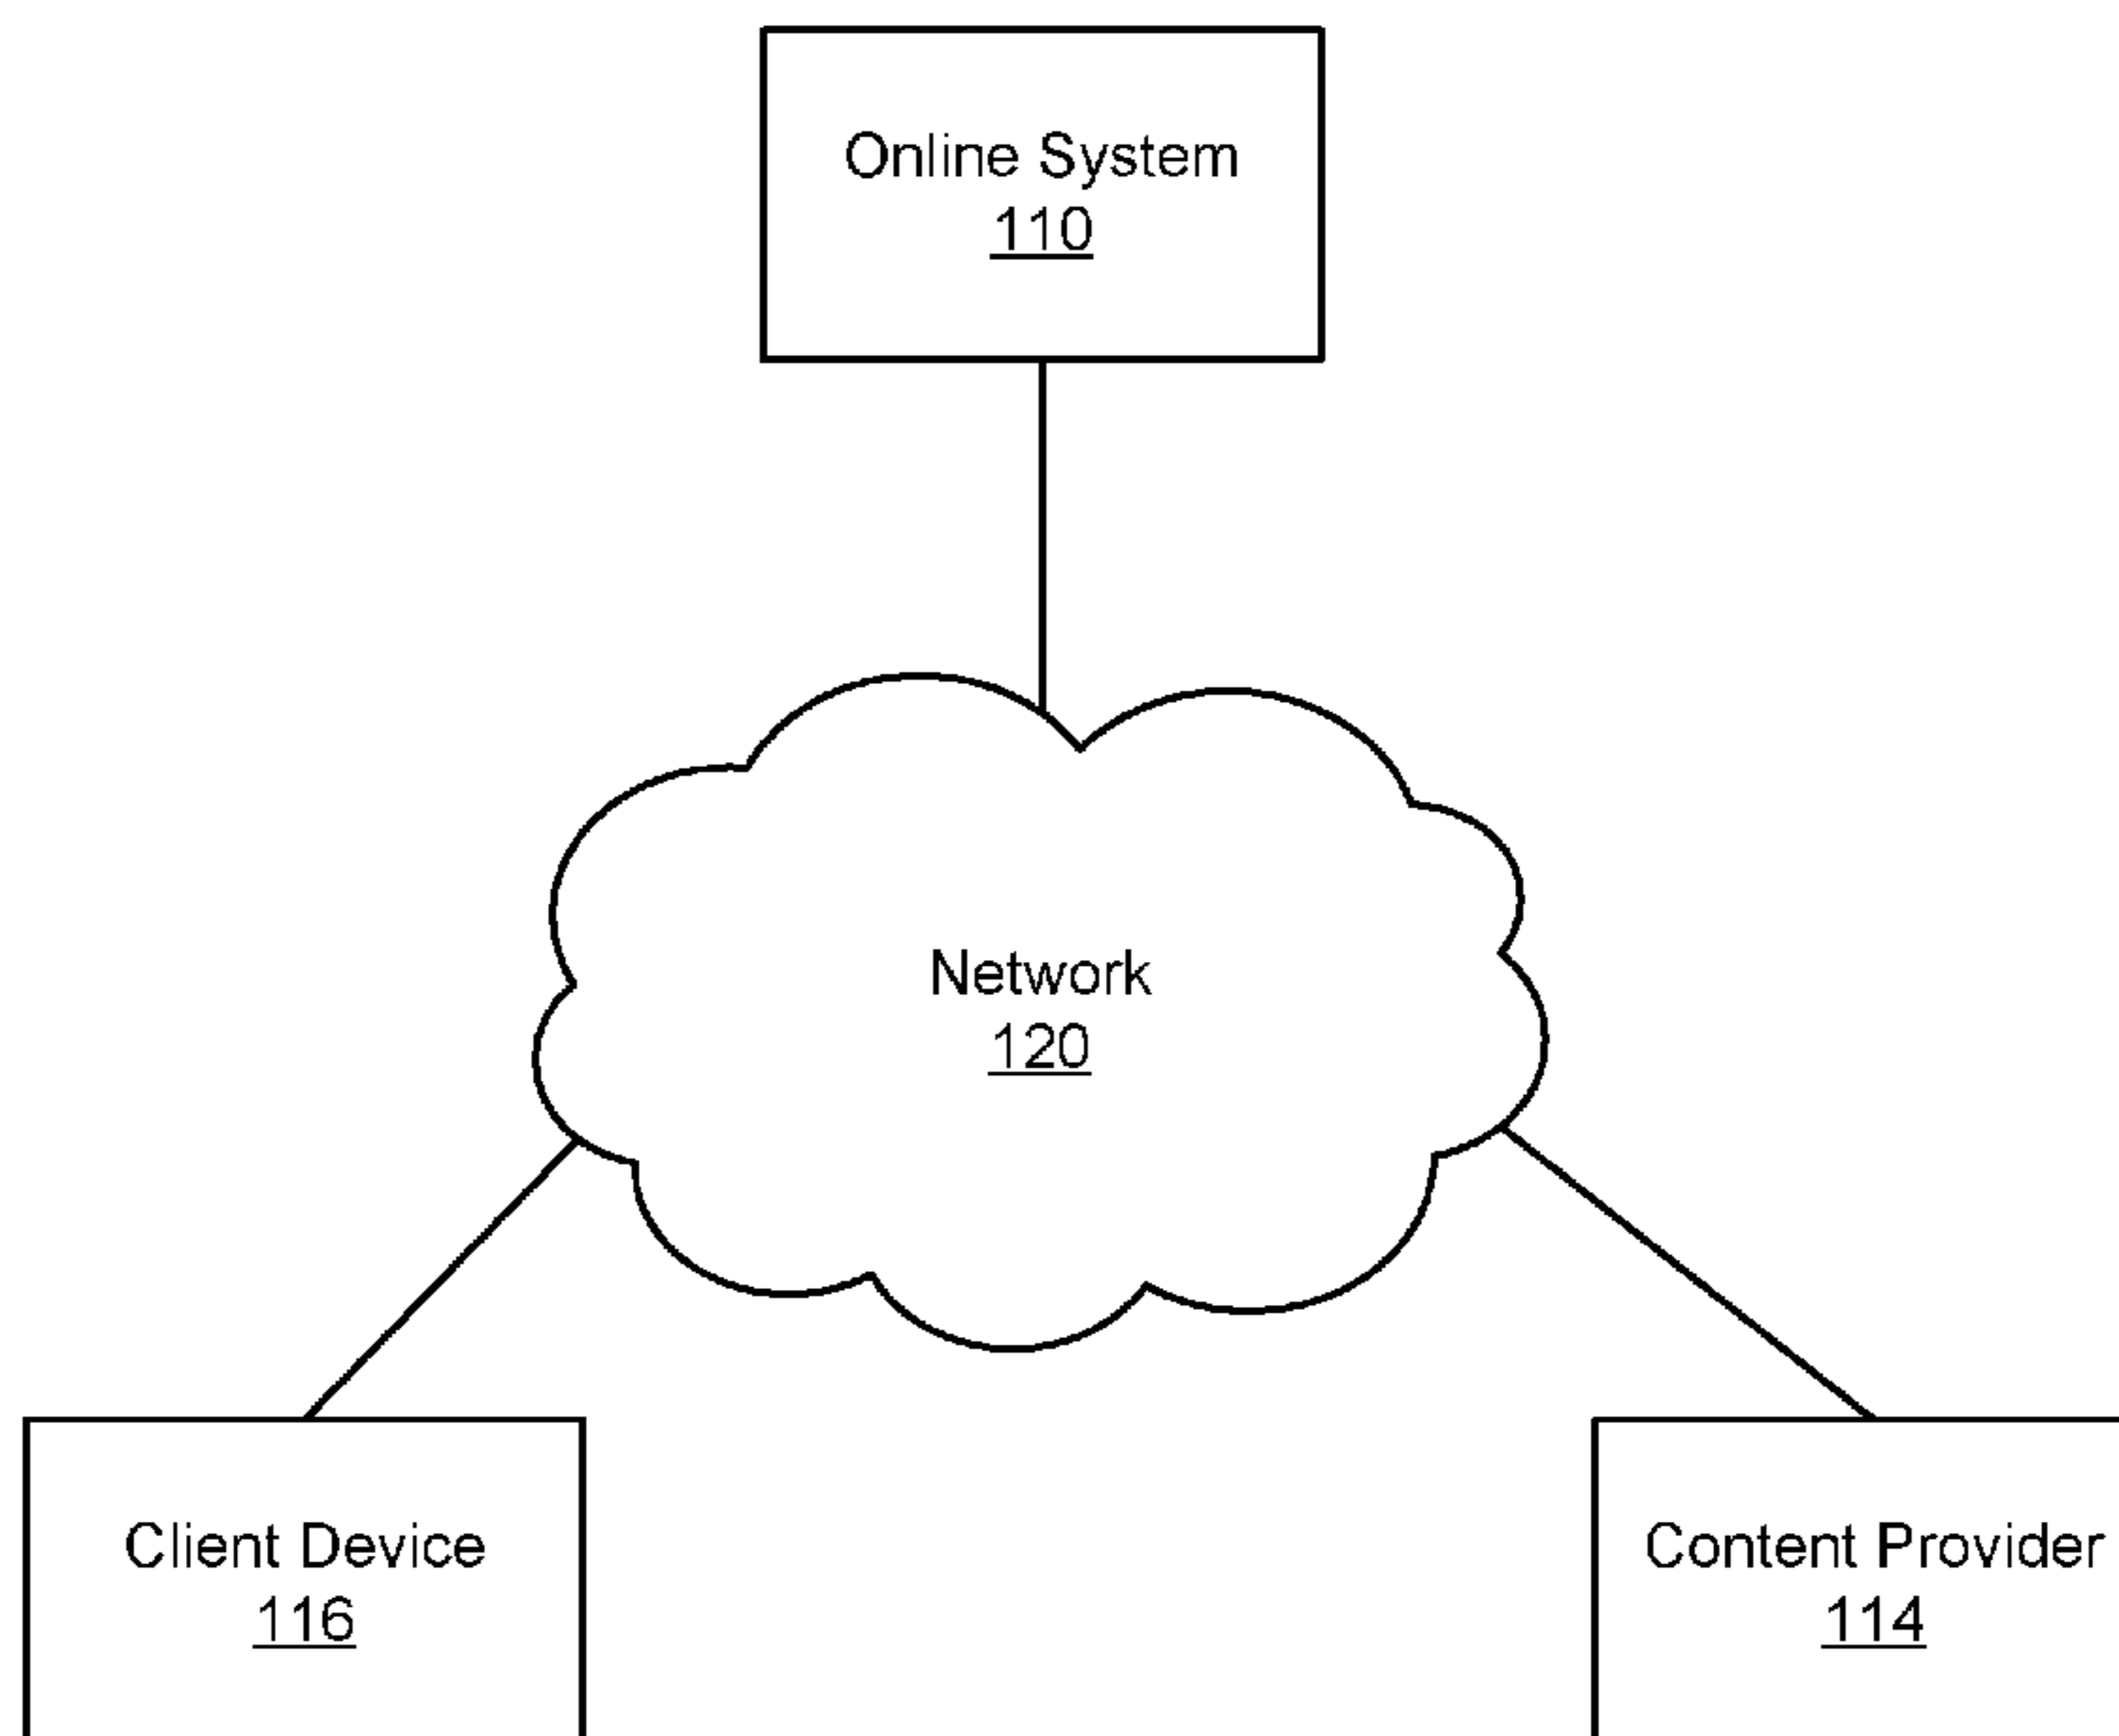 Online System
110
Network
120
Client Device
116
Content Provider
114